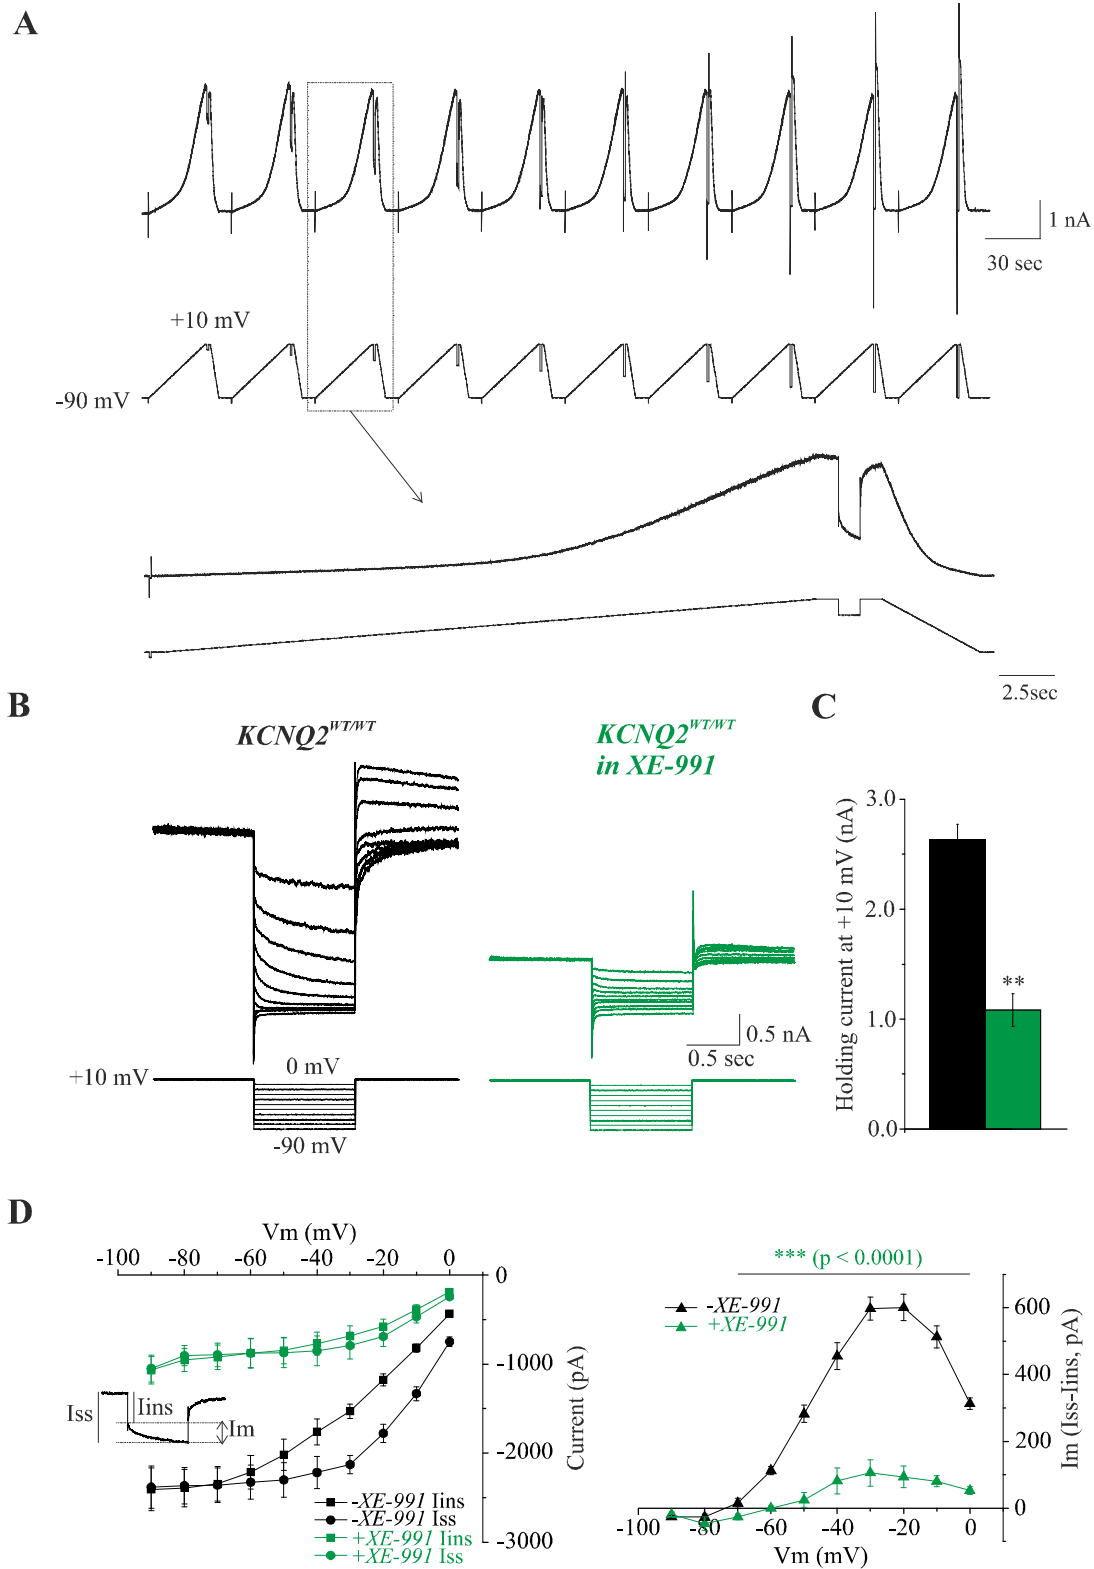 A
1 nA
30 sec
+10 mV
-90 mV
2.5sec
B
C
KCNQ2WT/WT
KCNQ2WT/WT
in XE-991
0.5 nA
0.5 sec
+10 mV
0 mV
-90 mV
Holding current at +10 mV (nA)
3.0
2.0
1.0
0.0
**
D
Vm (mV)
-100 -80 -60 -40 -20 0
0
-1000
-2000
-3000
Current (pA)
Iss
Iins
Im
-XE-991 Iins
-XE-991 Iss
+XE-991 Iins
+XE-991 Iss
*** (p < 0.0001)
-XE-991
+XE-991
600
400
200
0
Im (Iss-Iins, pA)
-100 -80 -60 -40 -20 0
Vm (mV)